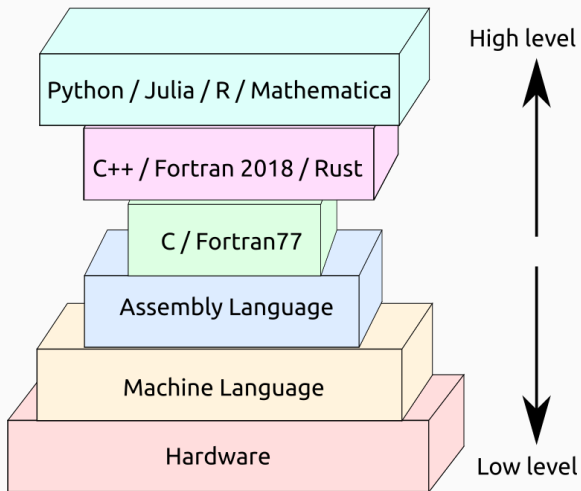 High level
Python / Julia / R / Mathematica
C++ / Fortran 2018 / Rust
C / Fortran77
Assembly Language
Machine Language
Hardware
Low level